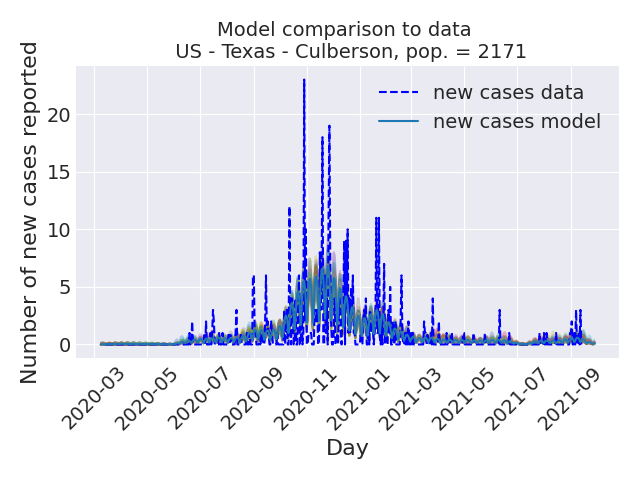 Model comparison to data
US - Texas - Culberson, pop. = 2171
Number of new cases reported
20
15
10
5
0
new cases data
new cases model
2020-03
2020-05
2020-07
2020-09
2020-11
2021-01
2021-03
2021-05
2021-07
2021-09
Day